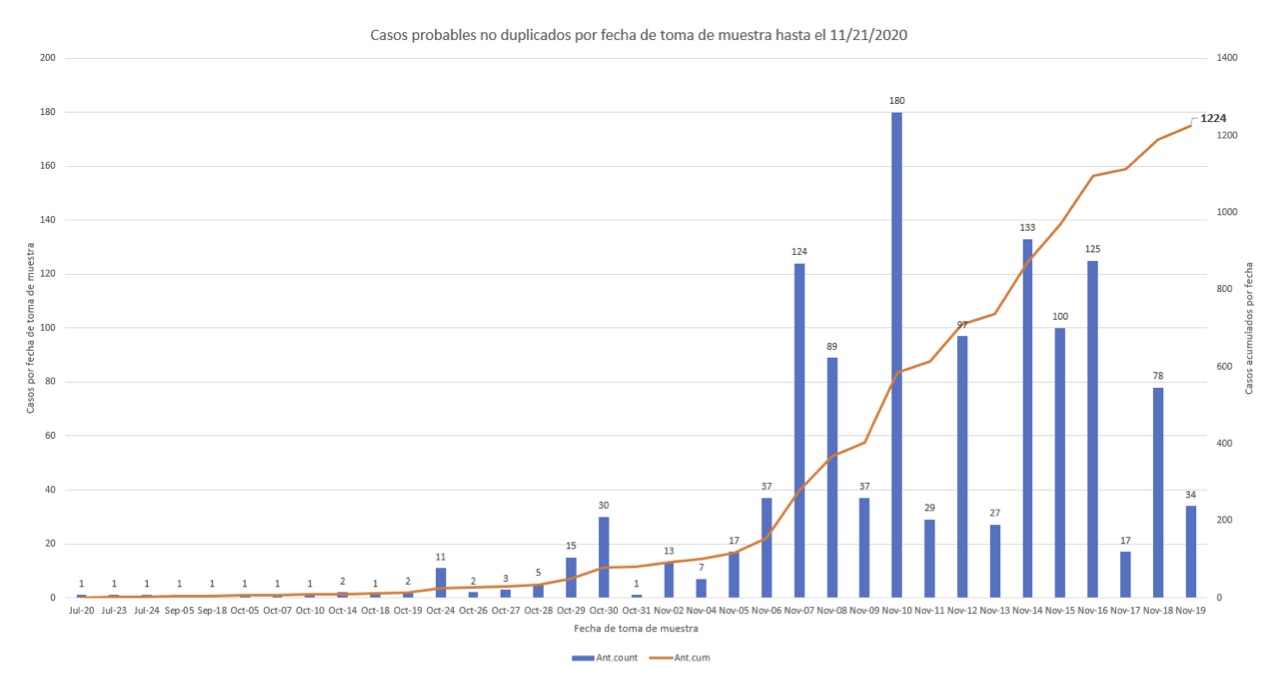 Casos probables no duplicados por fecha de toma de muestra hasta el 11/21/2020
200
180
160
140
120
100
80
60
40
20
0
Casos por fecha de toma de muestra
1400
1200
1000
800
600
400
200
0
Casos acumulados por fecha
1 1 1 1 1 1 1 1 2 1 2 11 2 3 5 15 30 1 13 7 17 37 124 89 37 180 29 97 27 133 100 125 17 78 34
1224
Jul-20 Jul-23 Jul-24 Sep-05 Sep-18 Oct-05 Oct-07 Oct-10 Oct-14 Oct-18 Oct-19 Oct-24 Oct-26 Oct-27 Oct-28 Oct-29 Oct-30 Oct-31 Nov-02 Nov-04 Nov-05 Nov-06 Nov-07 Nov-08 Nov-09 Nov-10 Nov-11 Nov-12 Nov-13 Nov-14 Nov-15 Nov-16 Nov-17 Nov-18 Nov-19
Fecha de toma de muestra
Ant.count Ant.cum